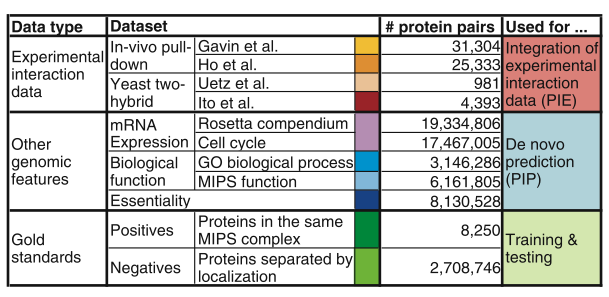 Data type Dataset # protein pairs Used for ...
Experimental interaction data In-vivo pull-down Gavin et al. 31,304 Integration of experimental interaction data (PIE)
Ho et al. 25,333
Yeast two-hybrid Uetz et al. 981
Ito et al. 4,393
Other genomic features mRNA Expression Rosetta compendium 19,334,806 De novo prediction (PIP)
Cell cycle 17,467,005
Biological function GO biological process 3,146,286
MIPS function 6,161,805
Essentiality 8,130,528
Gold standards Positives Proteins in the same MIPS complex 8,250 Training & testing
Negatives Proteins separated by localization 2,708,746